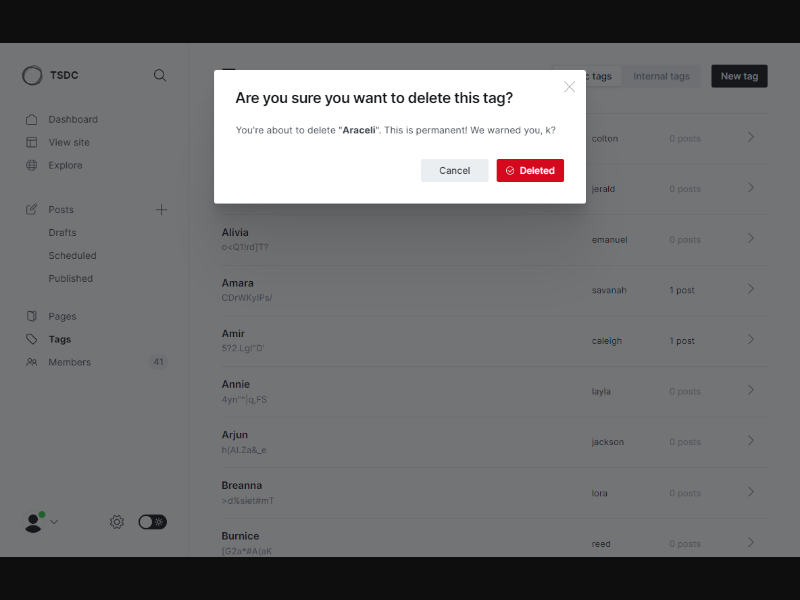 TSDC
Dashboard
View site
Explore
Posts
Drafts
Scheduled
Published
Pages
Tags
Members 41
tags Internal tags New tag
Are you sure you want to delete this tag?
You're about to delete "Araceli". This is permanent! We warned you, k?
Cancel Deleted
colton 0 posts
jerald 0 posts
Alivia
o<Q1!rd]T?
emanuel 0 posts
Amara
CDrWKyIPs/
savanah 1 post
Amir
5?2.Lg!"D'
caleigh 1 post
Annie
4yn"^|q,FS
layla 0 posts
Arjun
h(AI.Za&_e
jackson 0 posts
Breanna
>d%siet#mT
lora 0 posts
Burnice
[G2a*#A(aK
reed 0 posts